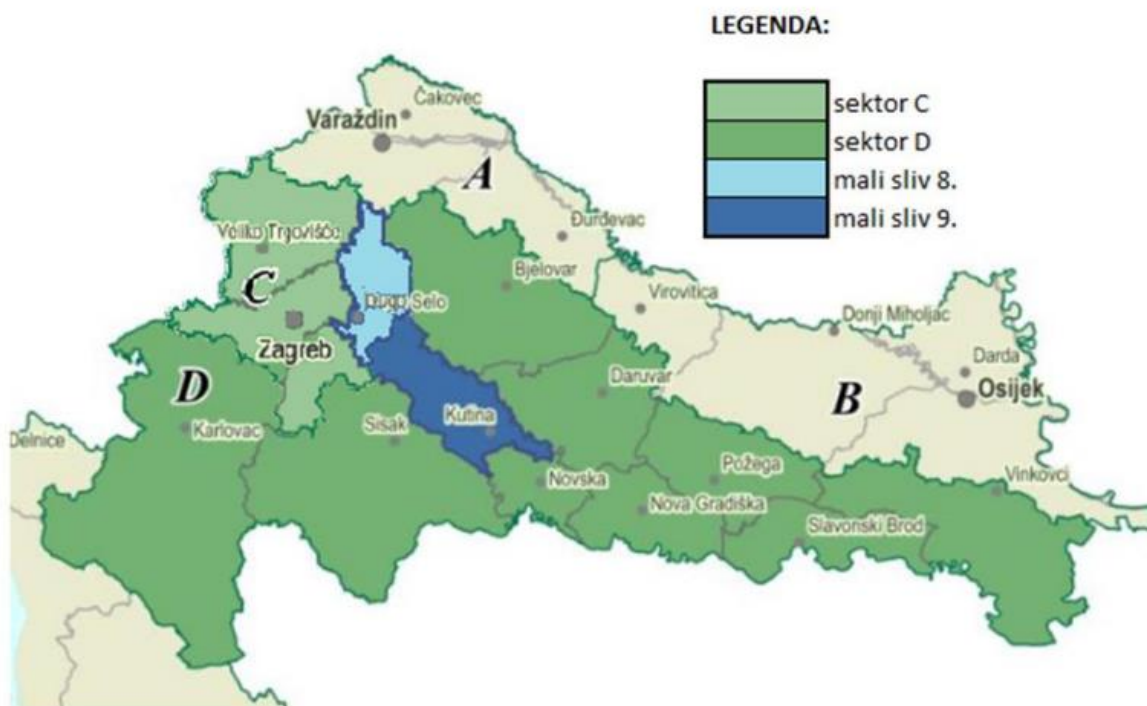 LEGENDA:
sektor C
sektor D
mali sliv 8.
mali sliv 9.
Čakovec
Varaždin
A
Đurđevac
Veliko Trgovišće
Bjelovar
Virovitica
C
Dugo Selo
Donji Miholjac
Zagreb
Darda
Osijek
D
Daruvar
B
Delnice
Karlovac
Sisak
Kutina
Požega
Vinkovci
Novska
Nova Gradiška
Slavonski Brod